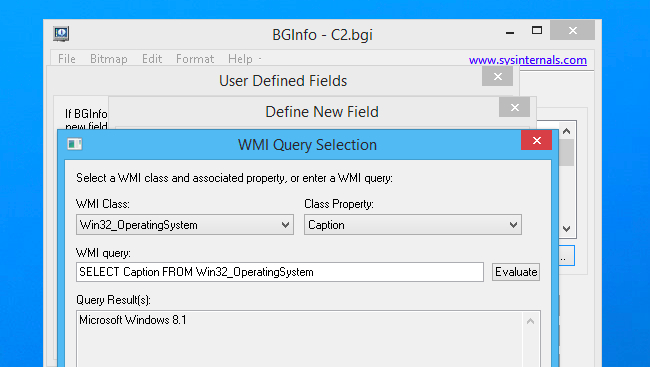 BGInfo - C2.bgi
File Bitmap Edit Format Help
www.sysinternals.com
User Defined Fields
If BGInfo
new field
Define New Field
WMI Query Selection
Select a WMI class and associated property, or enter a WMI query:
WMI Class: Class Property:
Win32_OperatingSystem Caption
WMI query:
SELECT Caption FROM Win32_OperatingSystem Evaluate
Query Result(s):
Microsoft Windows 8.1